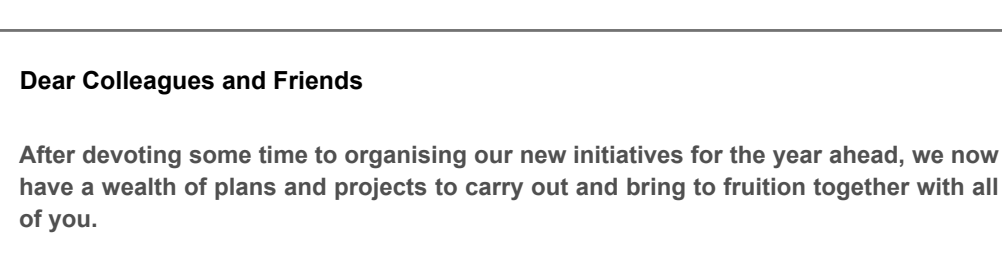 Dear Colleagues and Friends
After devoting some time to organising our new initiatives for the year ahead, we now
have a wealth of plans and projects to carry out and bring to fruition together with all
of you.